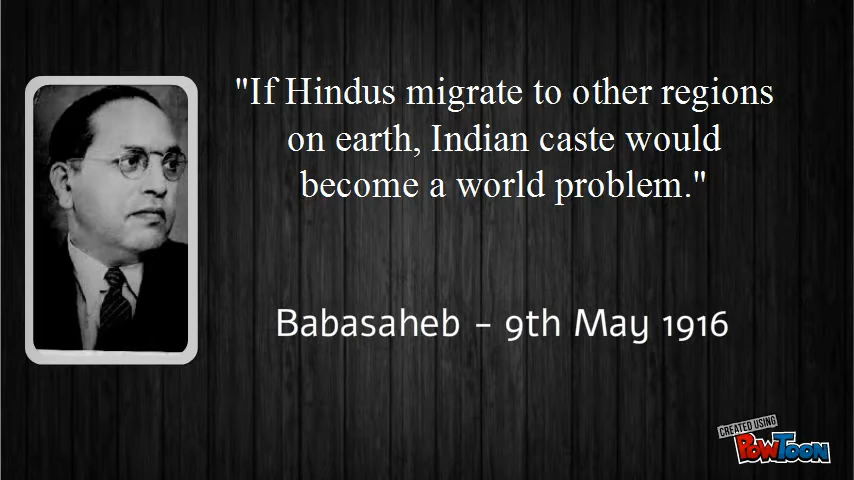 "If Hindus migrate to other regions
on earth, Indian caste would
become a world problem."
Babasaheb - 9th May 1916
CREATED USING
POWTOON